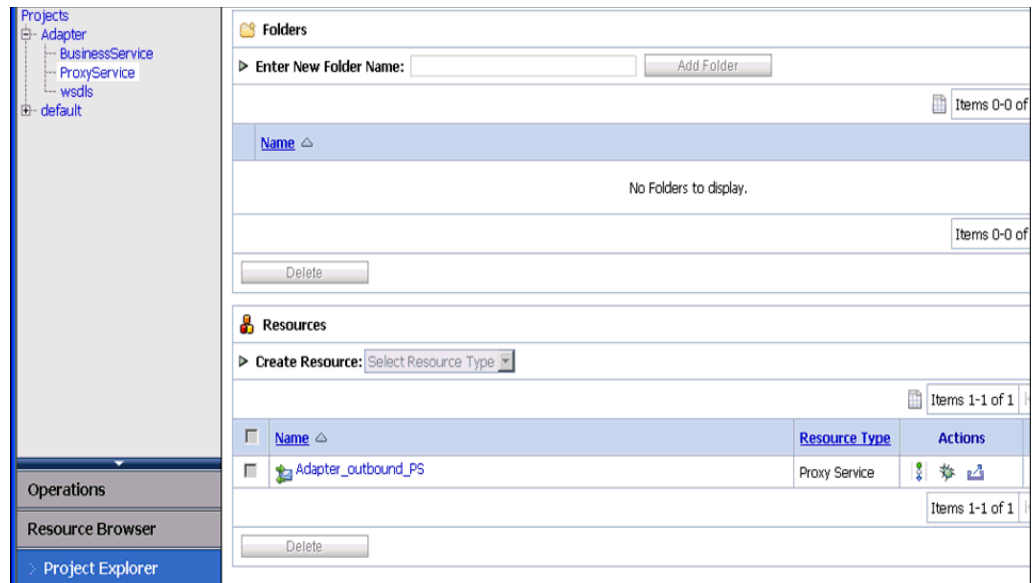 Projects
Adapter
BusinessService
ProxyService
wsdls
default
Operations
Resource Browser
Project Explorer
Folders
Enter New Folder Name: Add Folder
Items 0-0 of
Name
No Folders to display.
Items 0-0 of
Delete
Resources
Create Resource: Select Resource Type
Items 1-1 of 1
Name Resource Type Actions
Adapter_outbound_PS Proxy Service
Items 1-1 of 1
Delete